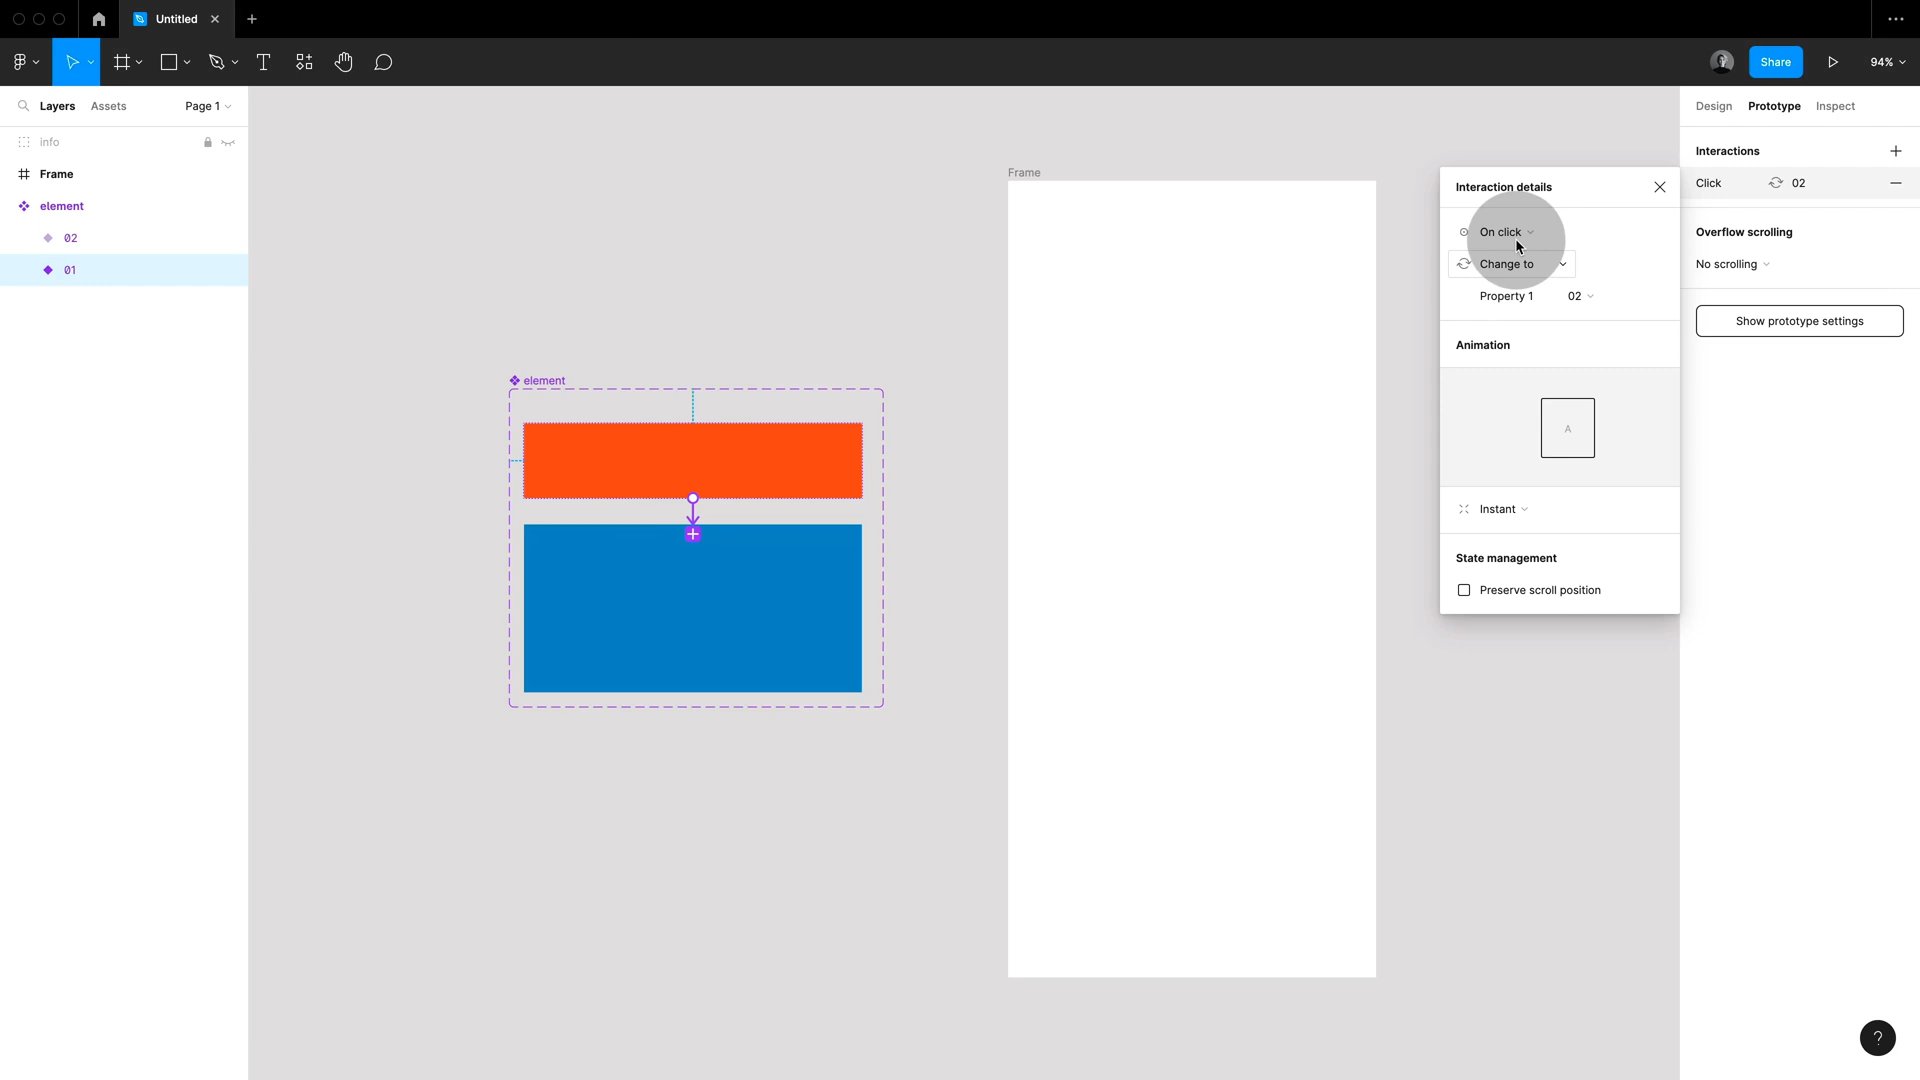 Untitled
Share
94%
Layers
Assets
Page 1
info
Frame
element
02
01
element
Frame
A
Interaction details
On click
Change to
Property 1
02
Animation
A
Instant
State management
Preserve scroll position
Design
Prototype
Inspect
Interactions
Click
02
Overflow scrolling
No scrolling
Show prototype settings
?